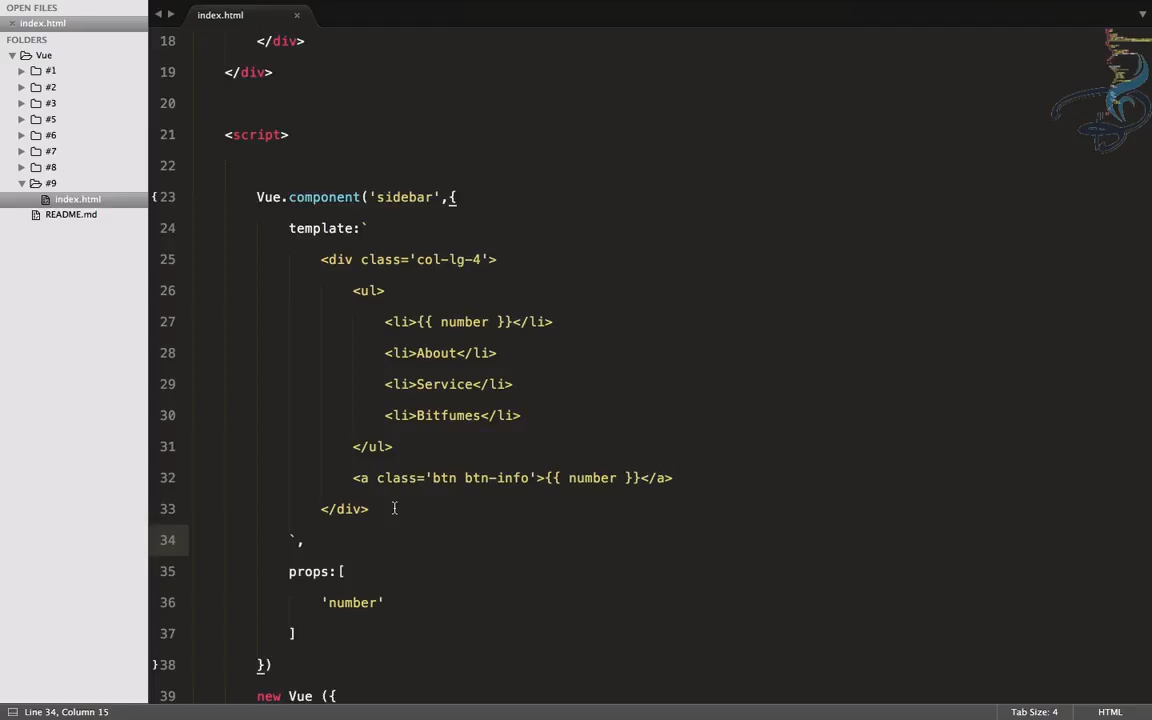 OPEN FILES
× index.html
FOLDERS
Vue
#1
#2
#3
#5
#6
#7
#8
#9
index.html
README.md
index.html ×
18 </div>
19 </div>
20
21 <script>
22
{ 23 Vue.component('sidebar',{
24 template:`
25 <div class='col-lg-4'>
26 <ul>
27 <li>{{ number }}</li>
28 <li>About</li>
29 <li>Service</li>
30 <li>Bitfumes</li>
31 </ul>
32 <a class='btn btn-info'>{{ number }}</a>
33 </div>
34 `,
35 props:[
36 'number'
37 ]
} 38 })
39 new Vue ({
Line 34, Column 15
Tab Size: 4
HTML